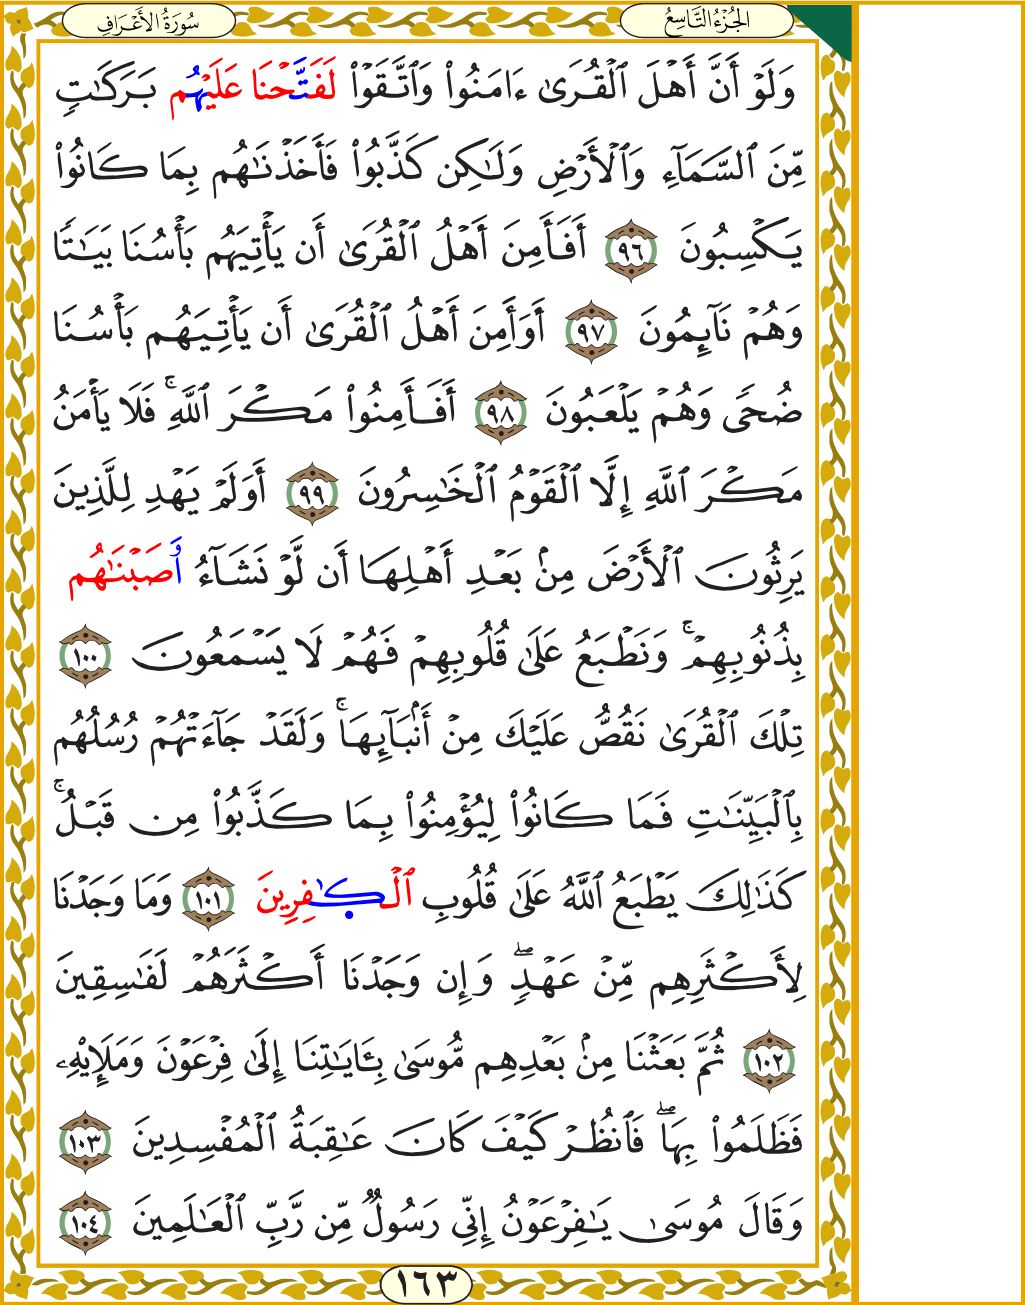 الجُزْءُ التَّاسِعُ
سُورَةُ الأَعْرَافِ
وَلَوْ أَنَّ أَهْلَ ٱلْقُرَىٰ ءَامَنُوا۟ وَٱتَّقَوْا۟ لَفَتَّحْنَا عَلَيْهُم بَرَكَٰتٍ
مِّنَ ٱلسَّمَآءِ وَٱلْأَرْضِ وَلَٰكِن كَذَّبُوا۟ فَأَخَذْنَٰهُم بِمَا كَانُوا۟
يَكْسِبُونَ ٩٦ أَفَأَمِنَ أَهْلُ ٱلْقُرَىٰٓ أَن يَأْتِيَهُم بَأْسُنَا بَيَٰتًا
وَهُمْ نَآئِمُونَ ٩٧ أَوَأَمِنَ أَهْلُ ٱلْقُرَىٰٓ أَن يَأْتِيَهُم بَأْسُنَا
ضُحًى وَهُمْ يَلْعَبُونَ ٩٨ أَفَأَمِنُوا۟ مَكْرَ ٱللَّهِ ۚ فَلَا يَأْمَنُ
مَكْرَ ٱللَّهِ إِلَّا ٱلْقَوْمُ ٱلْخَٰسِرُونَ ٩٩ أَوَلَمْ يَهْدِ لِلَّذِينَ
يَرِثُونَ ٱلْأَرْضَ مِنۢ بَعْدِ أَهْلِهَا أَن لَّوْ نَشَآءُ وَ۬صَبْنَٰهُم
بِذُنُوبِهِمْ ۚ وَنَطْبَعُ عَلَىٰ قُلُوبِهِمْ فَهُمْ لَا يَسْمَعُونَ ١٠٠
تِلْكَ ٱلْقُرَىٰ نَقُصُّ عَلَيْكَ مِنْ أَنۢبَآئِهَا ۚ وَلَقَدْ جَآءَتْهُمْ رُسُلُهُم
بِٱلْبَيِّنَٰتِ فَمَا كَانُوا۟ لِيُؤْمِنُوا۟ بِمَا كَذَّبُوا۟ مِن قَبْلُ ۚ
كَذَٰلِكَ يَطْبَعُ ٱللَّهُ عَلَىٰ قُلُوبِ ٱلْكَٰفِرِينَ ١٠١ وَمَا وَجَدْنَا
لِأَكْثَرِهِم مِّنْ عَهْدٍ ۖ وَإِن وَجَدْنَا أَكْثَرَهُمْ لَفَٰسِقِينَ
١٠٢ ثُمَّ بَعَثْنَا مِنۢ بَعْدِهِم مُّوسَىٰ بِـَٔايَٰتِنَا إِلَىٰ فِرْعَوْنَ وَمَلَإِي۟هِۦ
فَظَلَمُوا۟ بِهَا ۖ فَٱنظُرْ كَيْفَ كَانَ عَٰقِبَةُ ٱلْمُفْسِدِينَ ١٠٣
وَقَالَ مُوسَىٰ يَٰفِرْعَوْنُ إِنِّي رَسُولٌ مِّن رَّبِّ ٱلْعَٰلَمِينَ ١٠٤
١٦٣